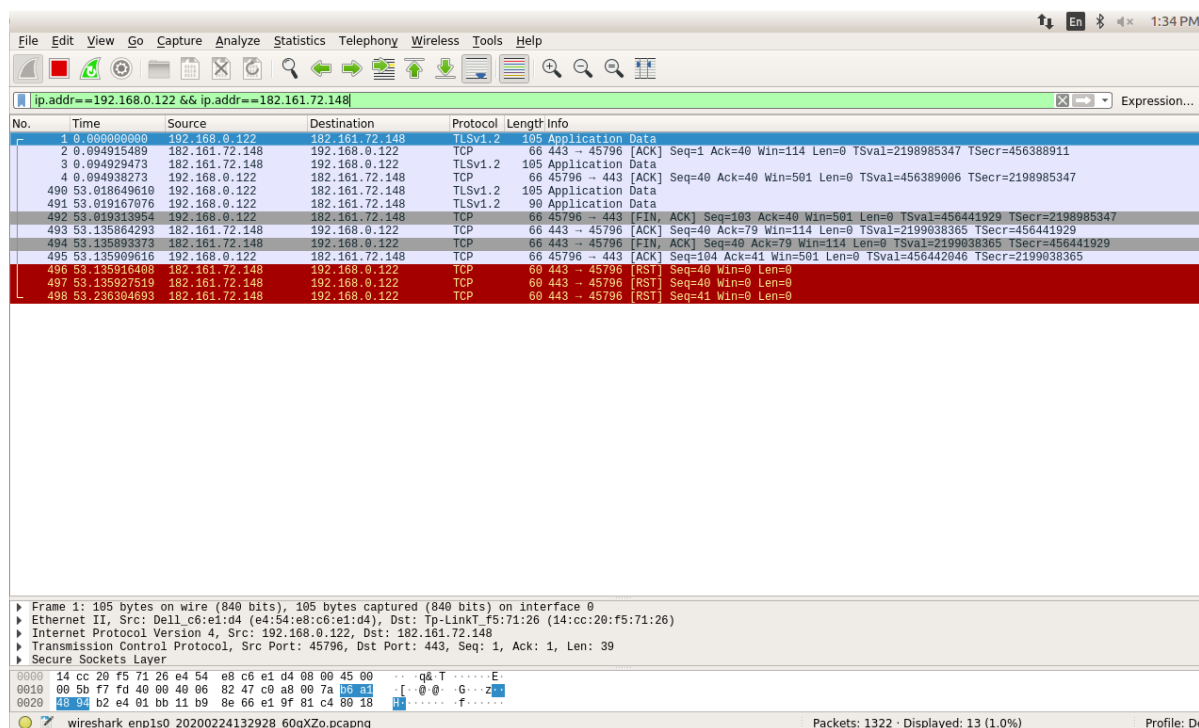 En 1:34 PM
File Edit View Go Capture Analyze Statistics Telephony Wireless Tools Help
ip.addr==192.168.0.122 && ip.addr==182.161.72.148 Expression...
No. Time Source Destination Protocol Length Info
1 0.000000000 192.168.0.122 182.161.72.148 TLSv1.2 105 Application Data
2 0.094915489 182.161.72.148 192.168.0.122 TCP 66 443 → 45796 [ACK] Seq=1 Ack=40 Win=114 Len=0 TSval=2198985347 TSecr=456388911
3 0.094929473 182.161.72.148 192.168.0.122 TLSv1.2 105 Application Data
4 0.094938273 192.168.0.122 182.161.72.148 TCP 66 45796 → 443 [ACK] Seq=40 Ack=40 Win=501 Len=0 TSval=456389006 TSecr=2198985347
490 53.018649610 192.168.0.122 182.161.72.148 TLSv1.2 105 Application Data
491 53.019167076 192.168.0.122 182.161.72.148 TLSv1.2 90 Application Data
492 53.019313954 192.168.0.122 182.161.72.148 TCP 66 45796 → 443 [FIN, ACK] Seq=103 Ack=40 Win=501 Len=0 TSval=456441929 TSecr=2198985347
493 53.135864293 182.161.72.148 192.168.0.122 TCP 66 443 → 45796 [ACK] Seq=40 Ack=79 Win=114 Len=0 TSval=2199038365 TSecr=456441929
494 53.135893373 182.161.72.148 192.168.0.122 TCP 66 443 → 45796 [FIN, ACK] Seq=40 Ack=79 Win=114 Len=0 TSval=2199038365 TSecr=456441929
495 53.135909616 192.168.0.122 182.161.72.148 TCP 66 45796 → 443 [ACK] Seq=104 Ack=41 Win=501 Len=0 TSval=456442046 TSecr=2199038365
496 53.135916408 182.161.72.148 192.168.0.122 TCP 60 443 → 45796 [RST] Seq=40 Win=0 Len=0
497 53.135927519 182.161.72.148 192.168.0.122 TCP 60 443 → 45796 [RST] Seq=40 Win=0 Len=0
498 53.236304693 182.161.72.148 192.168.0.122 TCP 60 443 → 45796 [RST] Seq=41 Win=0 Len=0
Frame 1: 105 bytes on wire (840 bits), 105 bytes captured (840 bits) on interface 0
Ethernet II, Src: Dell_c6:e1:d4 (e4:54:e8:c6:e1:d4), Dst: Tp-LinkT_f5:71:26 (14:cc:20:f5:71:26)
Internet Protocol Version 4, Src: 192.168.0.122, Dst: 182.161.72.148
Transmission Control Protocol, Src Port: 45796, Dst Port: 443, Seq: 1, Ack: 1, Len: 39
Secure Sockets Layer
0000 14 cc 20 f5 71 26 e4 54 e8 c6 e1 d4 08 00 45 00 ·· ·q&·T ······E·
0010 00 5b f7 fd 40 00 40 06 82 47 c0 a8 00 7a b6 a1 ·[··@·@· ·G···z··
0020 48 94 b2 e4 01 bb 11 b9 8e 66 e1 9f 81 c4 80 18 H······· ·f······
wireshark_enp1s0_20200224132928_60gXZo.pcapng Packets: 1322 · Displayed: 13 (1.0%)